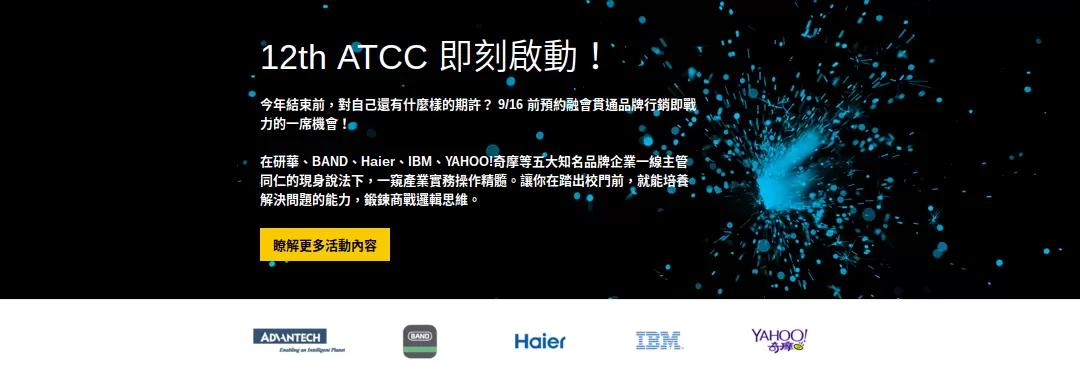 12th ATCC 即刻啟動！
今年結束前，對自己還有什麼樣的期許？ 9/16 前預約融會貫通品牌行銷即戰
力的一席機會！
在研華、BAND、Haier、IBM、YAHOO!奇摩等五大知名品牌企業一線主管
同仁的現身說法下，一窺產業實務操作精髓。讓你在踏出校門前，就能培養
解決問題的能力，鍛鍊商戰邏輯思維。
瞭解更多活動內容
ADVANTECH
Enabling an Intelligent Planet
BAND
Haier
IBM
YAHOO!
奇摩